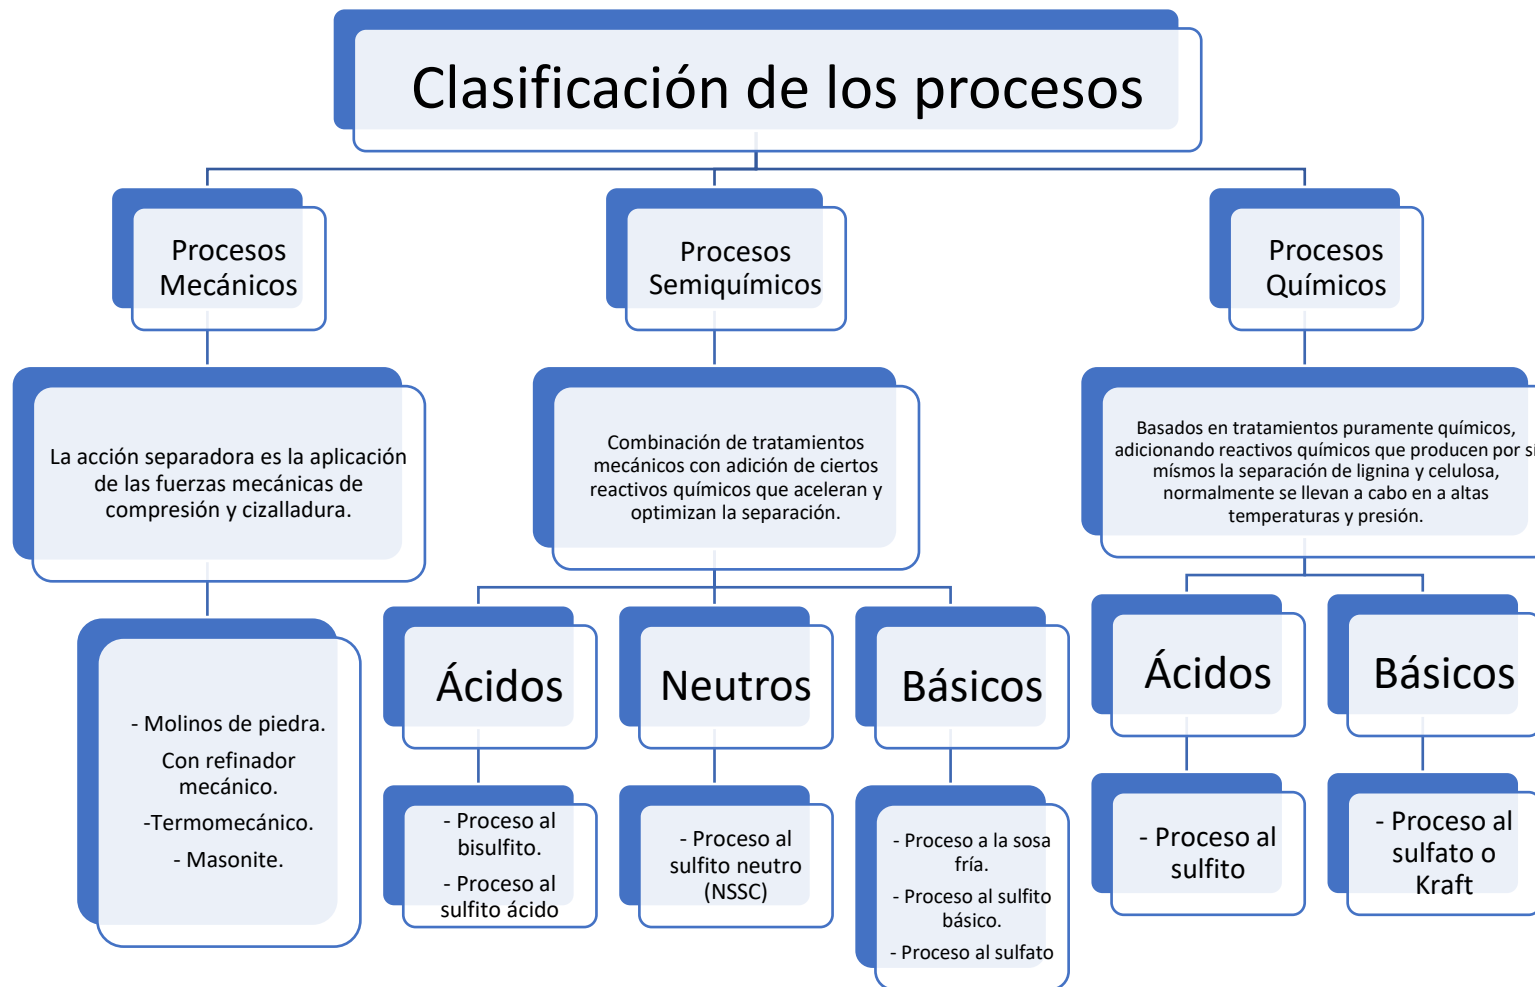 Clasificación de los procesos
Procesos
Mecánicos
Procesos
Semiquímicos
Procesos
Químicos
La acción separadora es la aplicación
de las fuerzas mecánicas de
compresión y cizalladura.
Combinación de tratamientos
mecánicos con adición de ciertos
reactivos químicos que aceleran y
optimizan la separación.
Basados en tratamientos puramente químicos,
adicionando reactivos químicos que producen por sí
mísmos la separación de lignina y celulosa,
normalmente se llevan a cabo en a altas
temperaturas y presión.
- Molinos de piedra.
Con refinador
mecánico.
-Termomecánico.
- Masonite.
Ácidos
Neutros
Básicos
Ácidos
Básicos
- Proceso al
bisulfito.
- Proceso al
sulfito ácido
- Proceso al
sulfito neutro
(NSSC)
- Proceso a la sosa
fría.
- Proceso al sulfito
básico.
- Proceso al sulfato
- Proceso al
sulfito
- Proceso al
sulfato o
Kraft